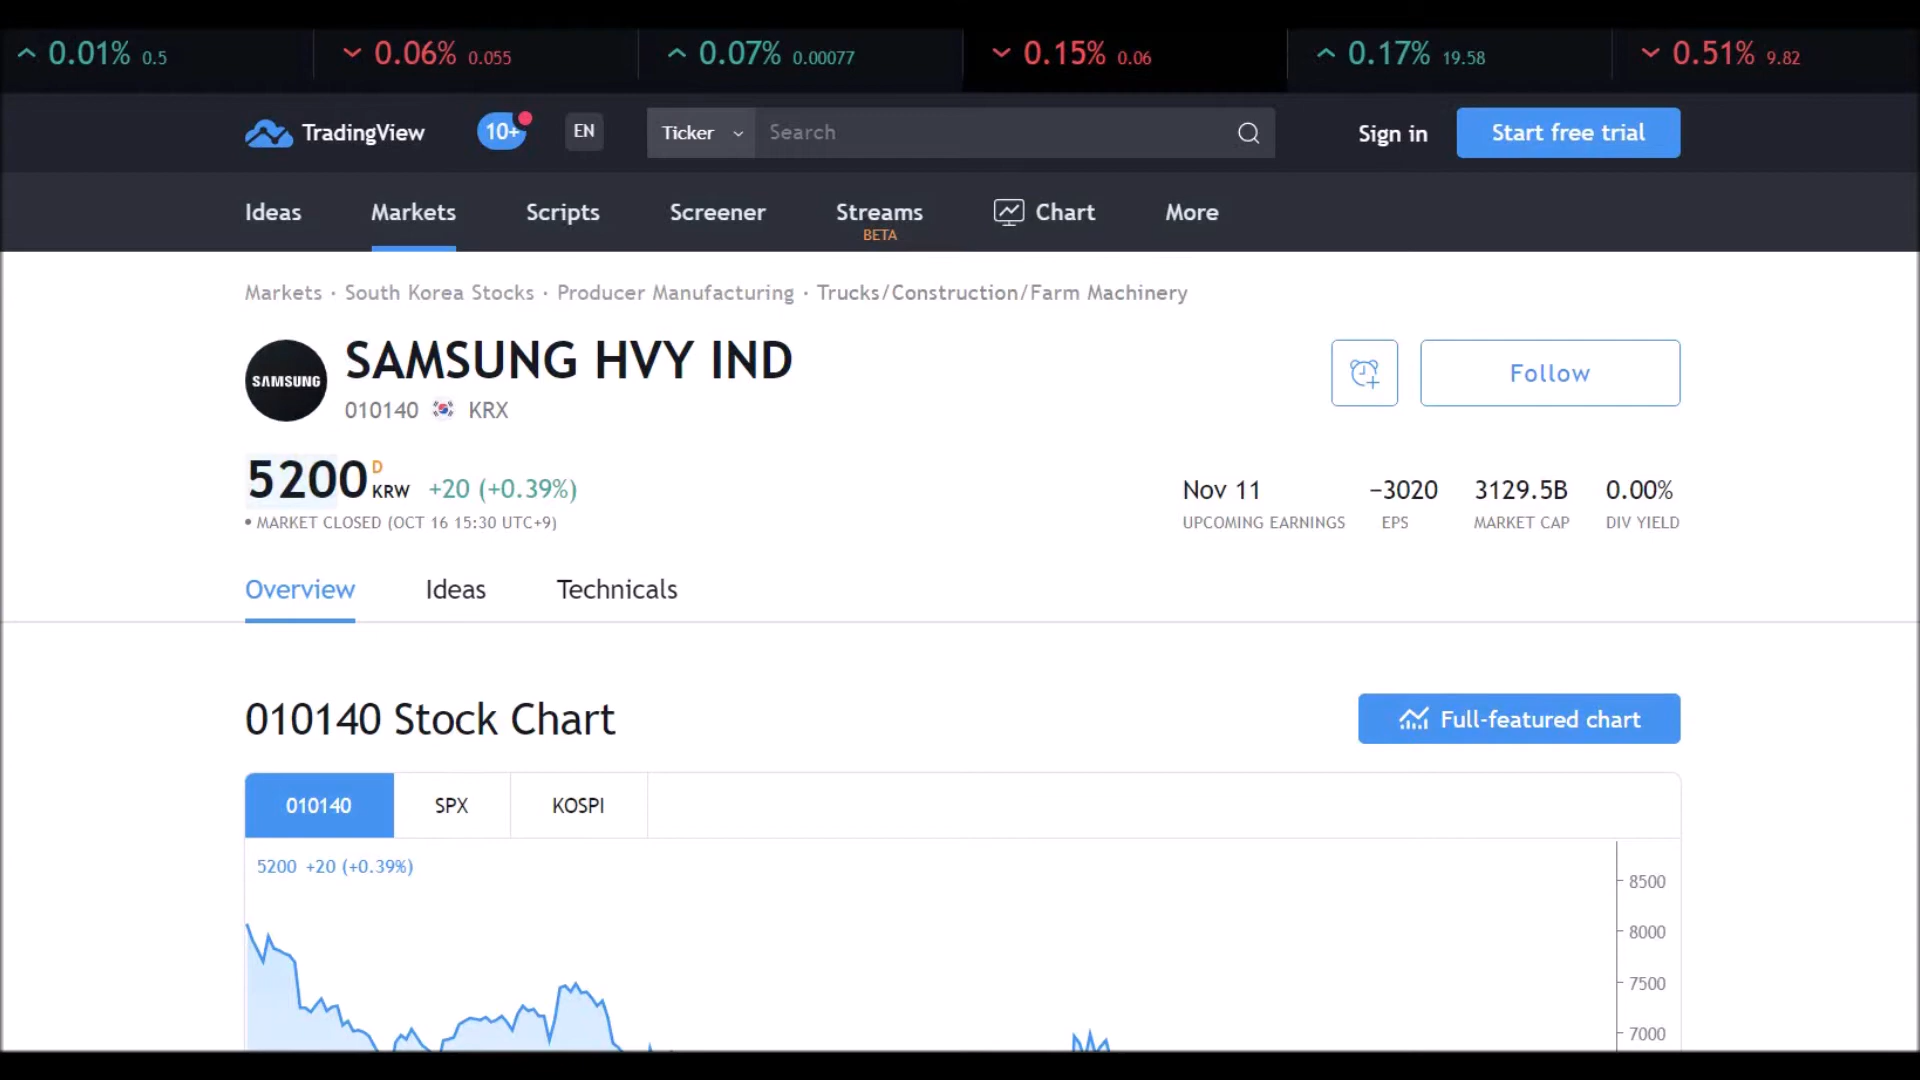 0.01% 0.5 0.06% 0.055 0.07% 0.00077 0.15% 0.06 0.17% 19.58 0.51% 9.82
TradingView 10+ EN Ticker Search Sign in Start free trial
Ideas Markets Scripts Screener Streams Chart More
BETA
Markets · South Korea Stocks · Producer Manufacturing · Trucks/Construction/Farm Machinery
SAMSUNG
SAMSUNG HVY IND
010140 KRX
Follow
5200 D KRW +20 (+0.39%)
• MARKET CLOSED (OCT 16 15:30 UTC+9)
Nov 11 −3020 3129.5B 0.00%
UPCOMING EARNINGS EPS MARKET CAP DIV YIELD
Overview Ideas Technicals
010140 Stock Chart
Full-featured chart
010140 SPX KOSPI
5200 +20 (+0.39%)
8500
8000
7500
7000